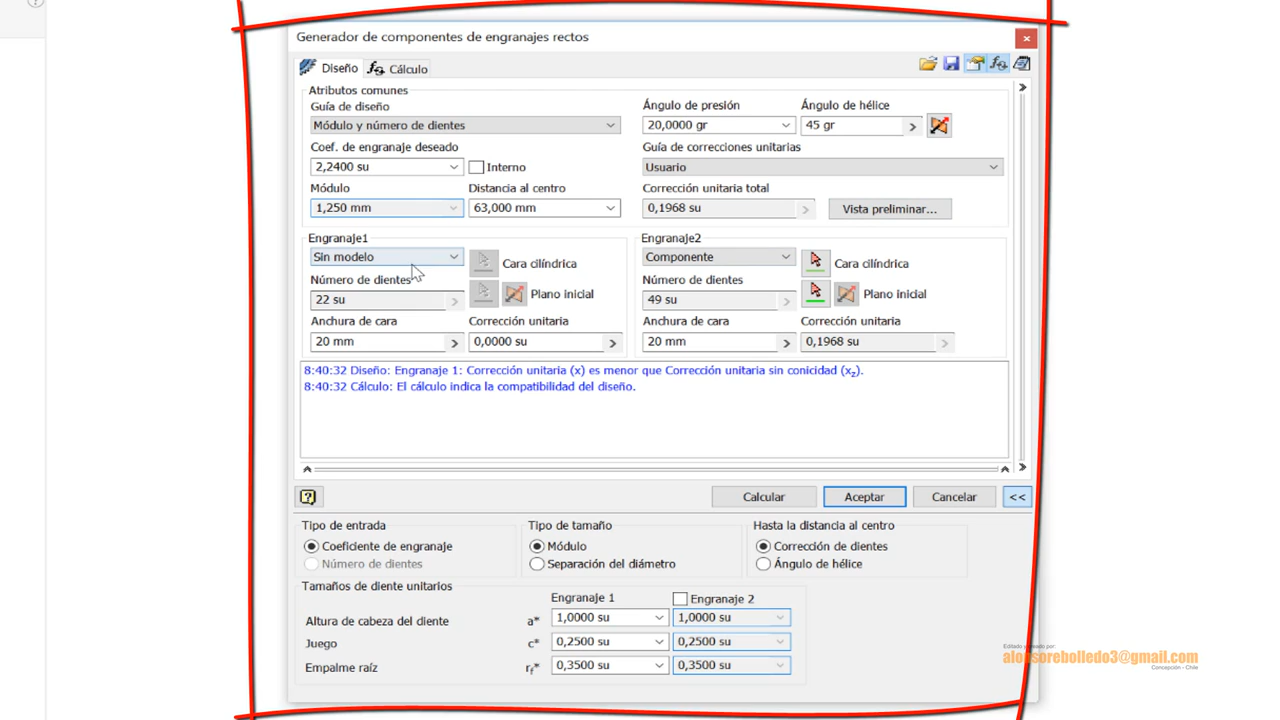 Generador de componentes de engranajes rectos
Diseño
Cálculo
Atributos comunes
Guía de diseño
Módulo y número de dientes
Ángulo de presión
20,0000 gr
Ángulo de hélice
45 gr
Coef. de engranaje deseado
2,2400 su
Interno
Guía de correcciones unitarias
Usuario
Módulo
1,250 mm
Distancia al centro
63,000 mm
Corrección unitaria total
0,1968 su
Vista preliminar...
Engranaje1
Sin modelo
Cara cilíndrica
Número de dientes
22 su
Plano inicial
Anchura de cara
20 mm
Corrección unitaria
0,0000 su
Engranaje2
Componente
Cara cilíndrica
Número de dientes
49 su
Plano inicial
Anchura de cara
20 mm
Corrección unitaria
0,1968 su
8:40:32 Diseño: Engranaje 1: Corrección unitaria (x) es menor que Corrección unitaria sin conicidad (xz).
8:40:32 Cálculo: El cálculo indica la compatibilidad del diseño.
Calcular
Aceptar
Cancelar
<<
Tipo de entrada
Coeficiente de engranaje
Número de dientes
Tipo de tamaño
Módulo
Separación del diámetro
Hasta la distancia al centro
Corrección de dientes
Ángulo de hélice
Tamaños de diente unitarios
Engranaje 1
Engranaje 2
Altura de cabeza del diente a* 1,0000 su 1,0000 su
Juego c* 0,2500 su 0,2500 su
Empalme raíz rf* 0,3500 su 0,3500 su
alonsorebolledo3@gmail.com
Concepción - Chile